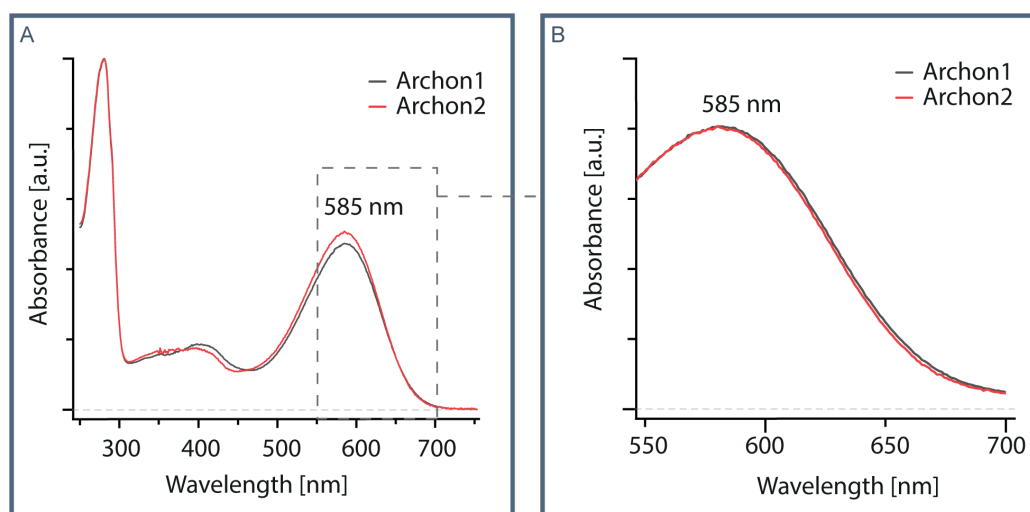 A
Archon1
Archon2
585 nm
Absorbance [a.u.]
300 400 500 600 700
Wavelength [nm]
B
Archon1
Archon2
585 nm
Absorbance [a.u.]
550 600 650 700
Wavelength [nm]